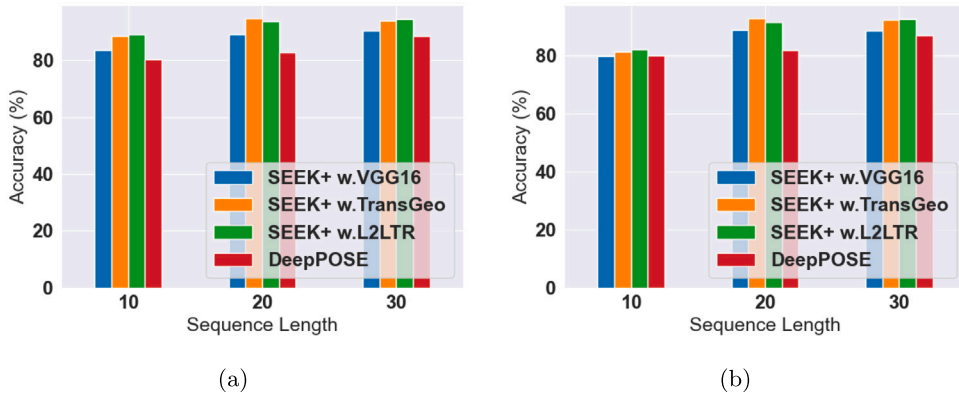 Accuracy (%)
80
60
40
20
0
SEEK+ w.VGG16
SEEK+ w.TransGeo
SEEK+ w.L2LTR
DeepPOSE
10
20
30
Sequence Length
(a)
Accuracy (%)
80
60
40
20
0
SEEK+ w.VGG16
SEEK+ w.TransGeo
SEEK+ w.L2LTR
DeepPOSE
10
20
30
Sequence Length
(b)